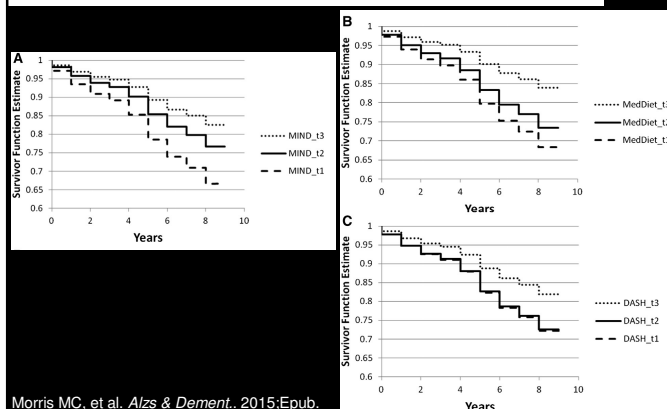 A
Survivor Function Estimate
1
0.95
0.9
0.85
0.8
0.75
0.7
0.65
0.6
0 2 4 6 8 10
Years
MIND_t3
MIND_t2
MIND_t1
B
Survivor Function Estimate
1
0.95
0.9
0.85
0.8
0.75
0.7
0.65
0.6
0 2 4 6 8 10
Years
MedDiet_t3
MedDiet_t2
MedDiet_t1
C
Survivor Function Estimate
1
0.95
0.9
0.85
0.8
0.75
0.7
0.65
0.6
0 2 4 6 8 10
Years
DASH_t3
DASH_t2
DASH_t1
Morris MC, et al. Alzs & Dement.. 2015;Epub.